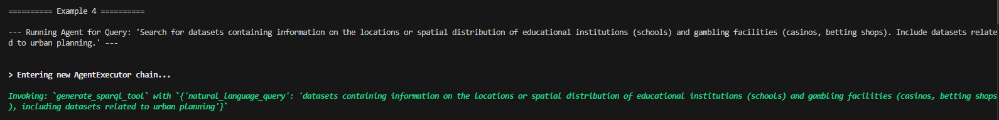 ========== Example 4 ==========
--- Running Agent for Query: 'Search for datasets containing information on the locations or spatial distribution of educational institutions (schools) and gambling facilities (casinos, betting shops). Include datasets relate
d to urban planning.' ---
> Entering new AgentExecutor chain...
Invoking: `generate_sparql_tool` with `{'natural_language_query': 'datasets containing information on the locations or spatial distribution of educational institutions (schools) and gambling facilities (casinos, betting shops
), including datasets related to urban planning'}`